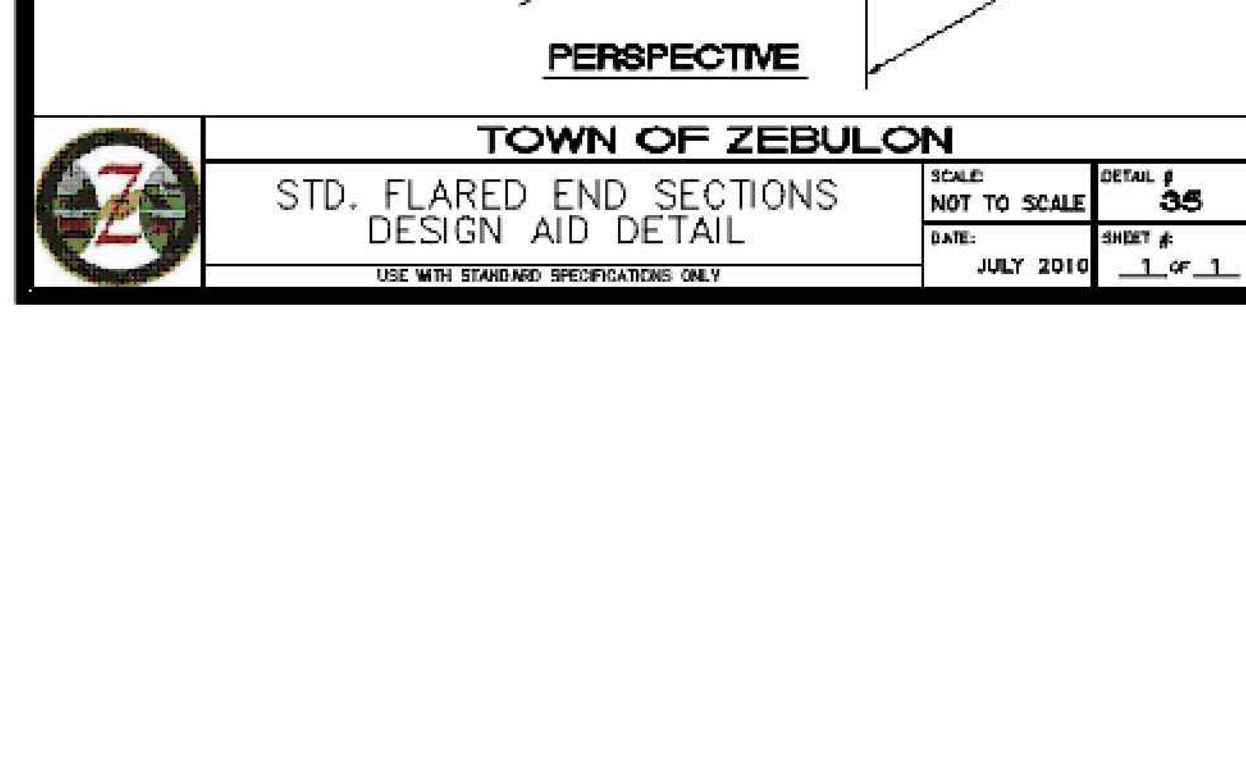 PERSPECTIVE
TOWN OF ZEBULON
STD. FLARED END SECTIONS
DESIGN AID DETAIL
USE WITH STANDARD SPECIFICATIONS ONLY
SCALE:
NOT TO SCALE
DETAIL #
35
DATE:
JULY 2010
SHEET #:
1 OF 1
Z